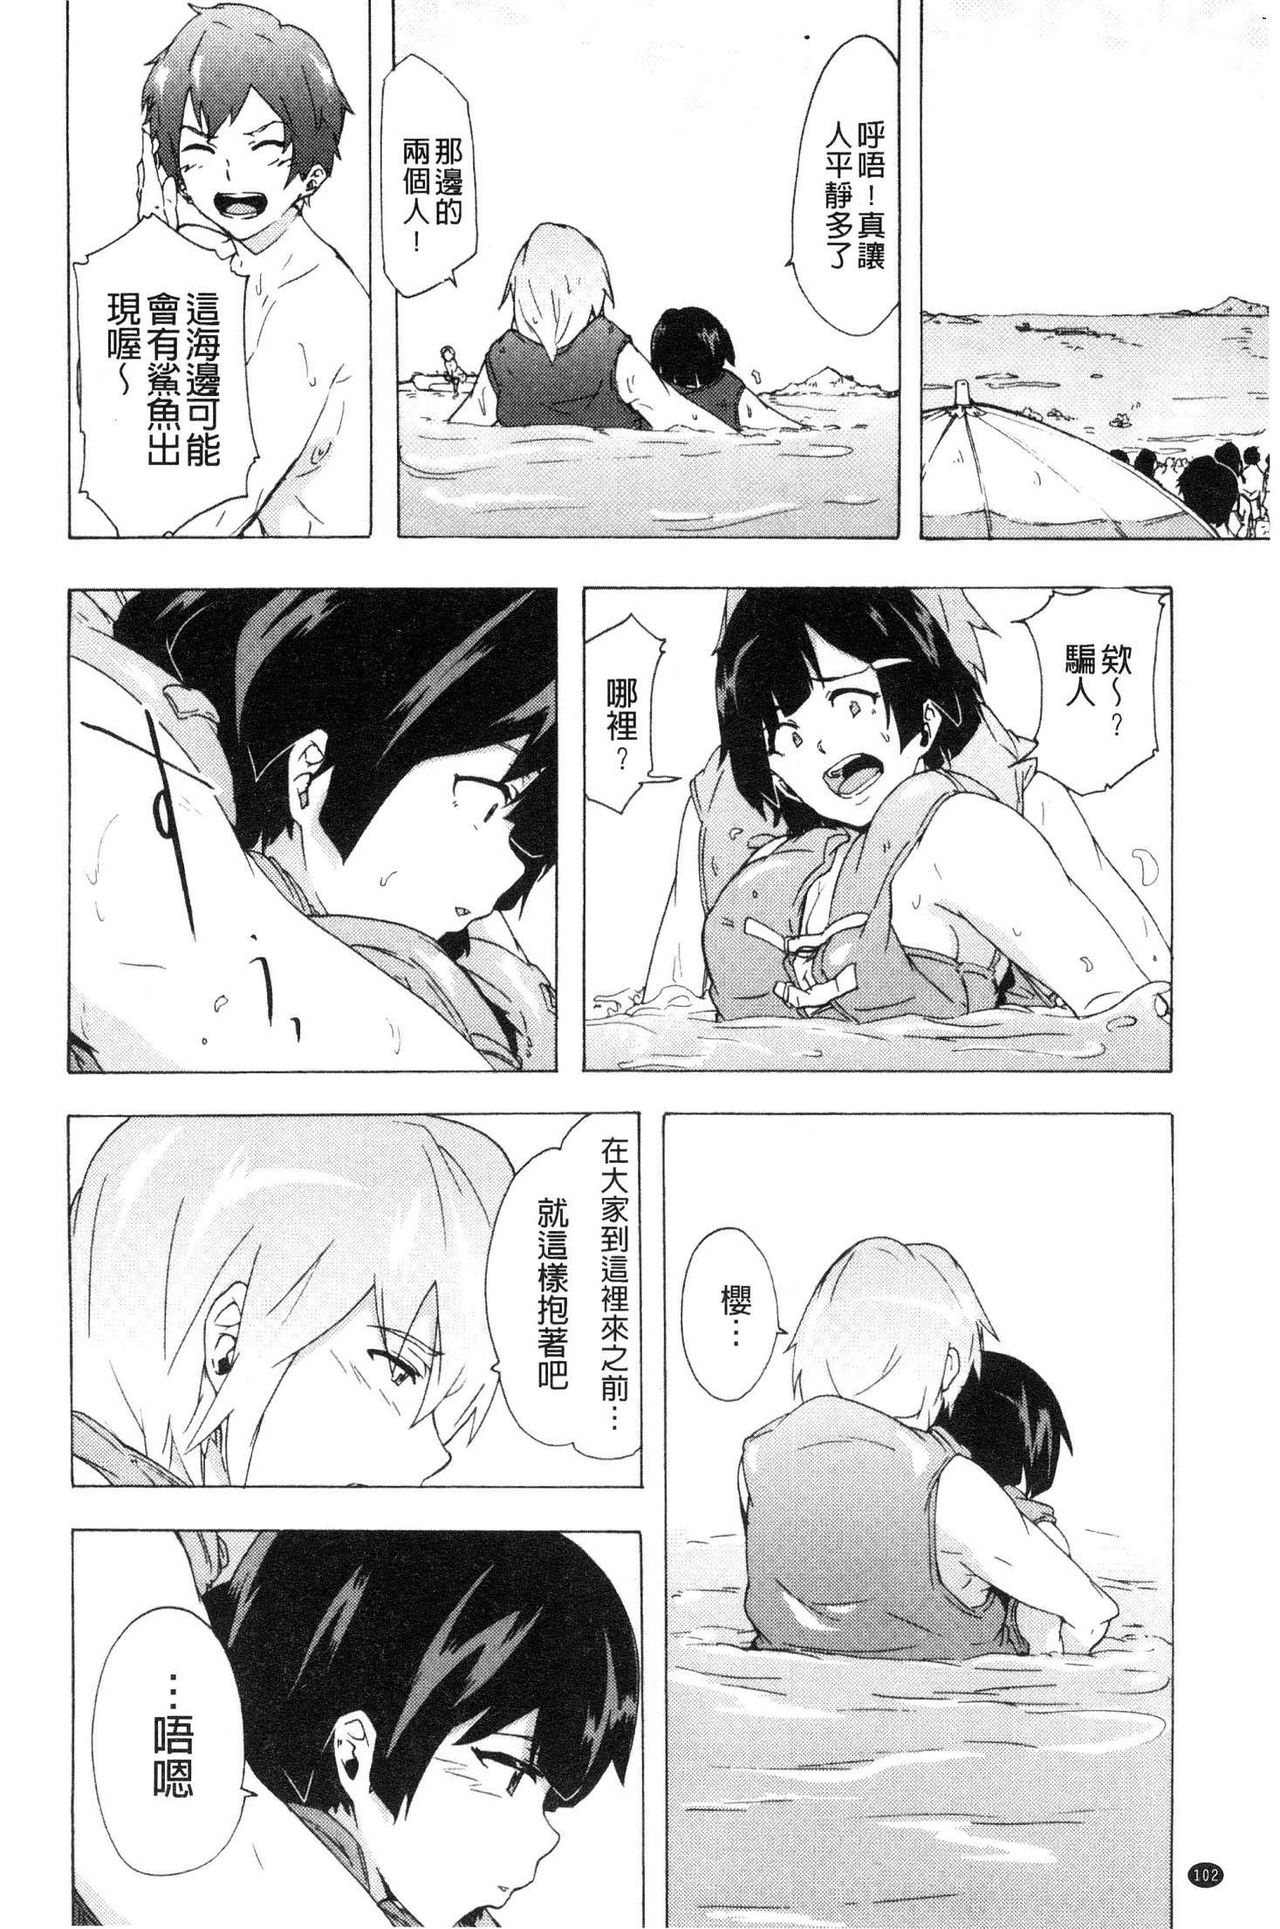 呼唔！真讓
人平靜多了
那邊的
兩個人！
這海邊可能
會有鯊魚出
現喔～
欸～？
騙人
哪裡？
櫻…
在大家到這裡來之前…
就這樣抱著吧
…唔嗯
102